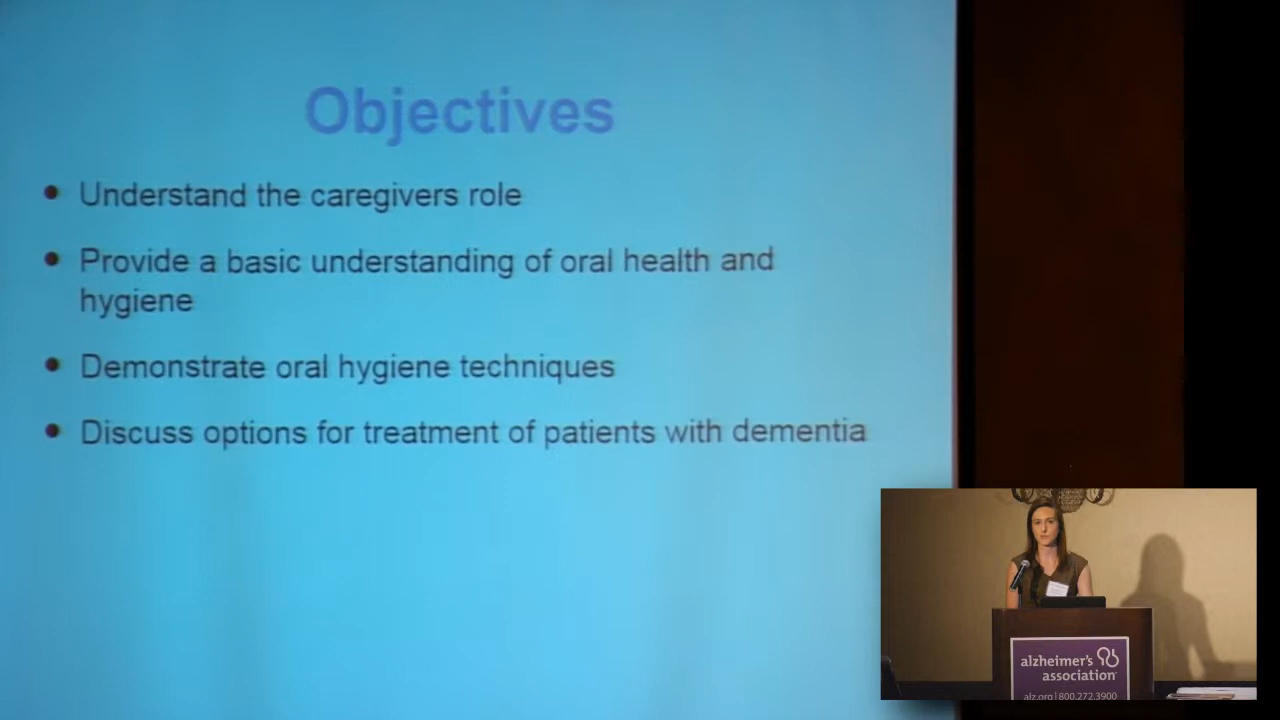 Objectives
• Understand the caregivers role
• Provide a basic understanding of oral health and
hygiene
• Demonstrate oral hygiene techniques
• Discuss options for treatment of patients with dementia
alzheimer's
association
alz.org | 800.272.3900